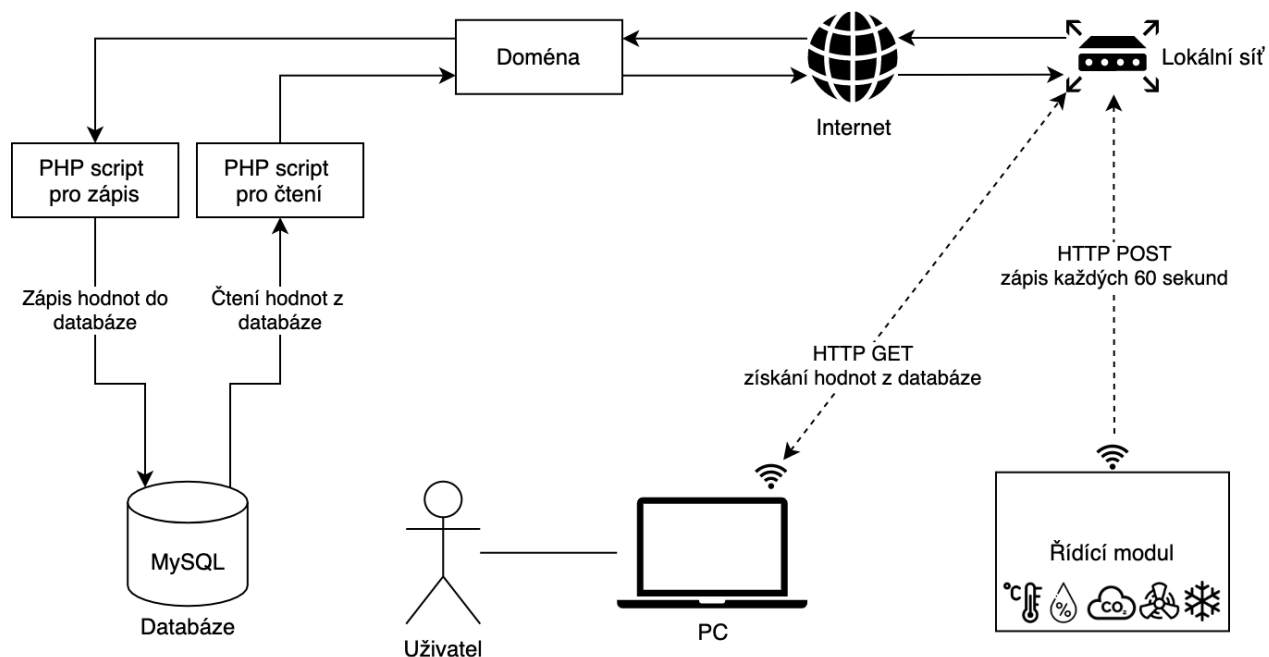 Doména
Lokální síť
Internet
PHP script
pro zápis
PHP script
pro čtení
HTTP POST
zápis každých 60 sekund
Zápis hodnot do
databáze
Čtení hodnot z
databáze
HTTP GET
získání hodnot z databáze
MySQL
Databáze
Uživatel
PC
Řídící modul
°C
%
CO₂